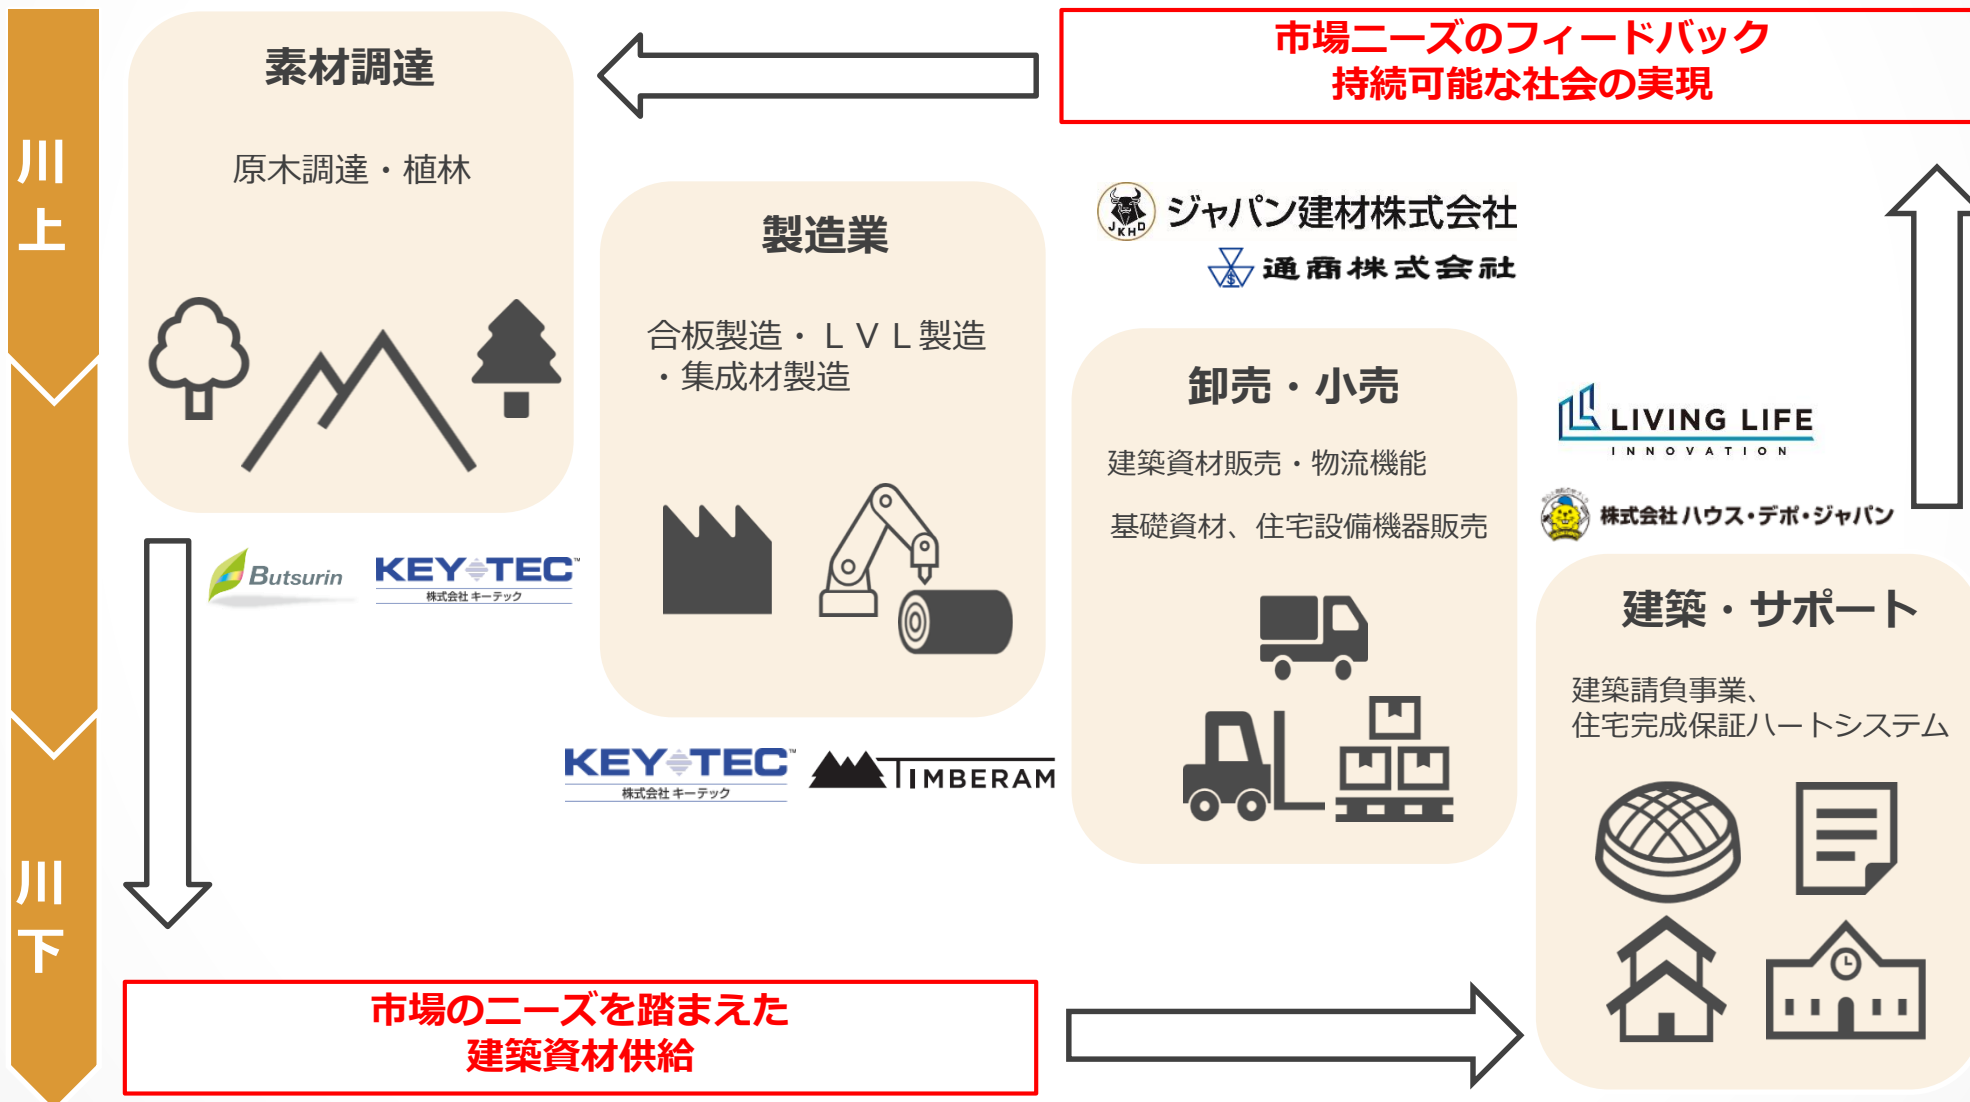 川上
素材調達
原木調達・植林
Butsurin
KEY TEC™
株式会社 キーテック
市場ニーズのフィードバック
持続可能な社会の実現
製造業
合板製造・ＬＶＬ製造
・集成材製造
KEY TEC™
株式会社 キーテック
TIMBERAM
JKHD
ジャパン建材株式会社
通商株式会社
卸売・小売
建築資材販売・物流機能
基礎資材、住宅設備機器販売
LIVING LIFE
INNOVATION
株式会社 ハウス・デポ・ジャパン
建築・サポート
建築請負事業、
住宅完成保証ハートシステム
川下
市場のニーズを踏まえた
建築資材供給